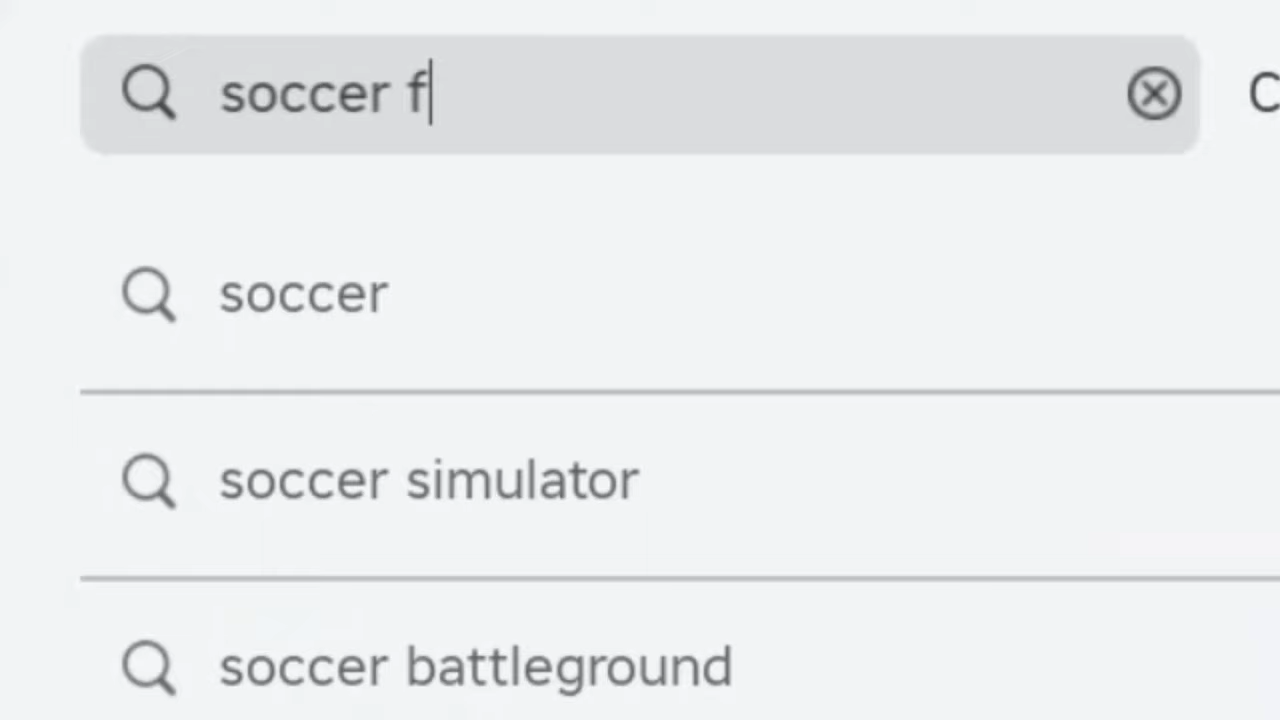 soccer f
soccer
soccer simulator
soccer battleground